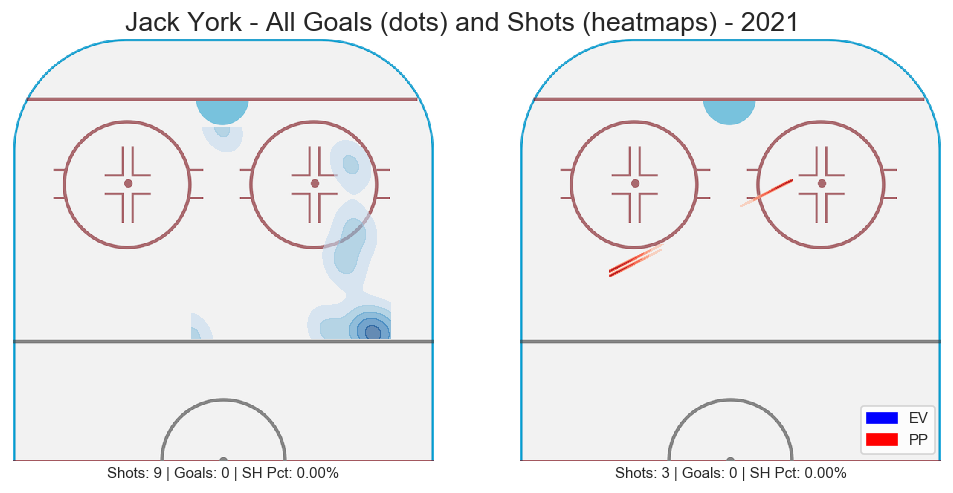 Jack York - All Goals (dots) and Shots (heatmaps) - 2021
EV
PP
Shots: 9 | Goals: 0 | SH Pct: 0.00%
Shots: 3 | Goals: 0 | SH Pct: 0.00%